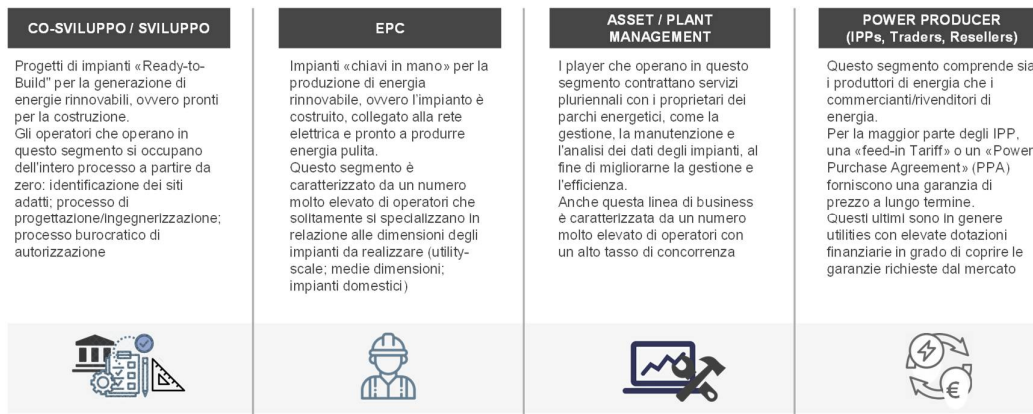 CO-SVILUPPO / SVILUPPO
Progetti di impianti «Ready-to-
Build" per la generazione di
energie rinnovabili, ovvero pronti
per la costruzione.
Gli operatori che operano in
questo segmento si occupano
dell'intero processo a partire da
zero: identificazione dei siti
adatti; processo di
progettazione/ingegnerizzazione;
processo burocratico di
autorizzazione
EPC
Impianti «chiavi in mano» per la
produzione di energia
rinnovabile, ovvero l'impianto è
costruito, collegato alla rete
elettrica e pronto a produrre
energia pulita.
Questo segmento è
caratterizzato da un numero
molto elevato di operatori che
solitamente si specializzano in
relazione alle dimensioni degli
impianti da realizzare (utility-
scale; medie dimensioni;
impianti domestici)
ASSET / PLANT
MANAGEMENT
I player che operano in questo
segmento contrattano servizi
pluriennali con i proprietari dei
parchi energetici, come la
gestione, la manutenzione e
l'analisi dei dati degli impianti, al
fine di migliorarne la gestione e
l'efficienza.
Anche questa linea di business
è caratterizzata da un numero
molto elevato di operatori con
un alto tasso di concorrenza
POWER PRODUCER
(IPPs, Traders, Resellers)
Questo segmento comprende sia
i produttori di energia che i
commercianti/rivenditori di
energia.
Per la maggior parte degli IPP,
una «feed-in Tariff» o un «Power
Purchase Agreement» (PPA)
forniscono una garanzia di
prezzo a lungo termine.
Questi ultimi sono in genere
utilities con elevate dotazioni
finanziarie in grado di coprire le
garanzie richieste dal mercato
€